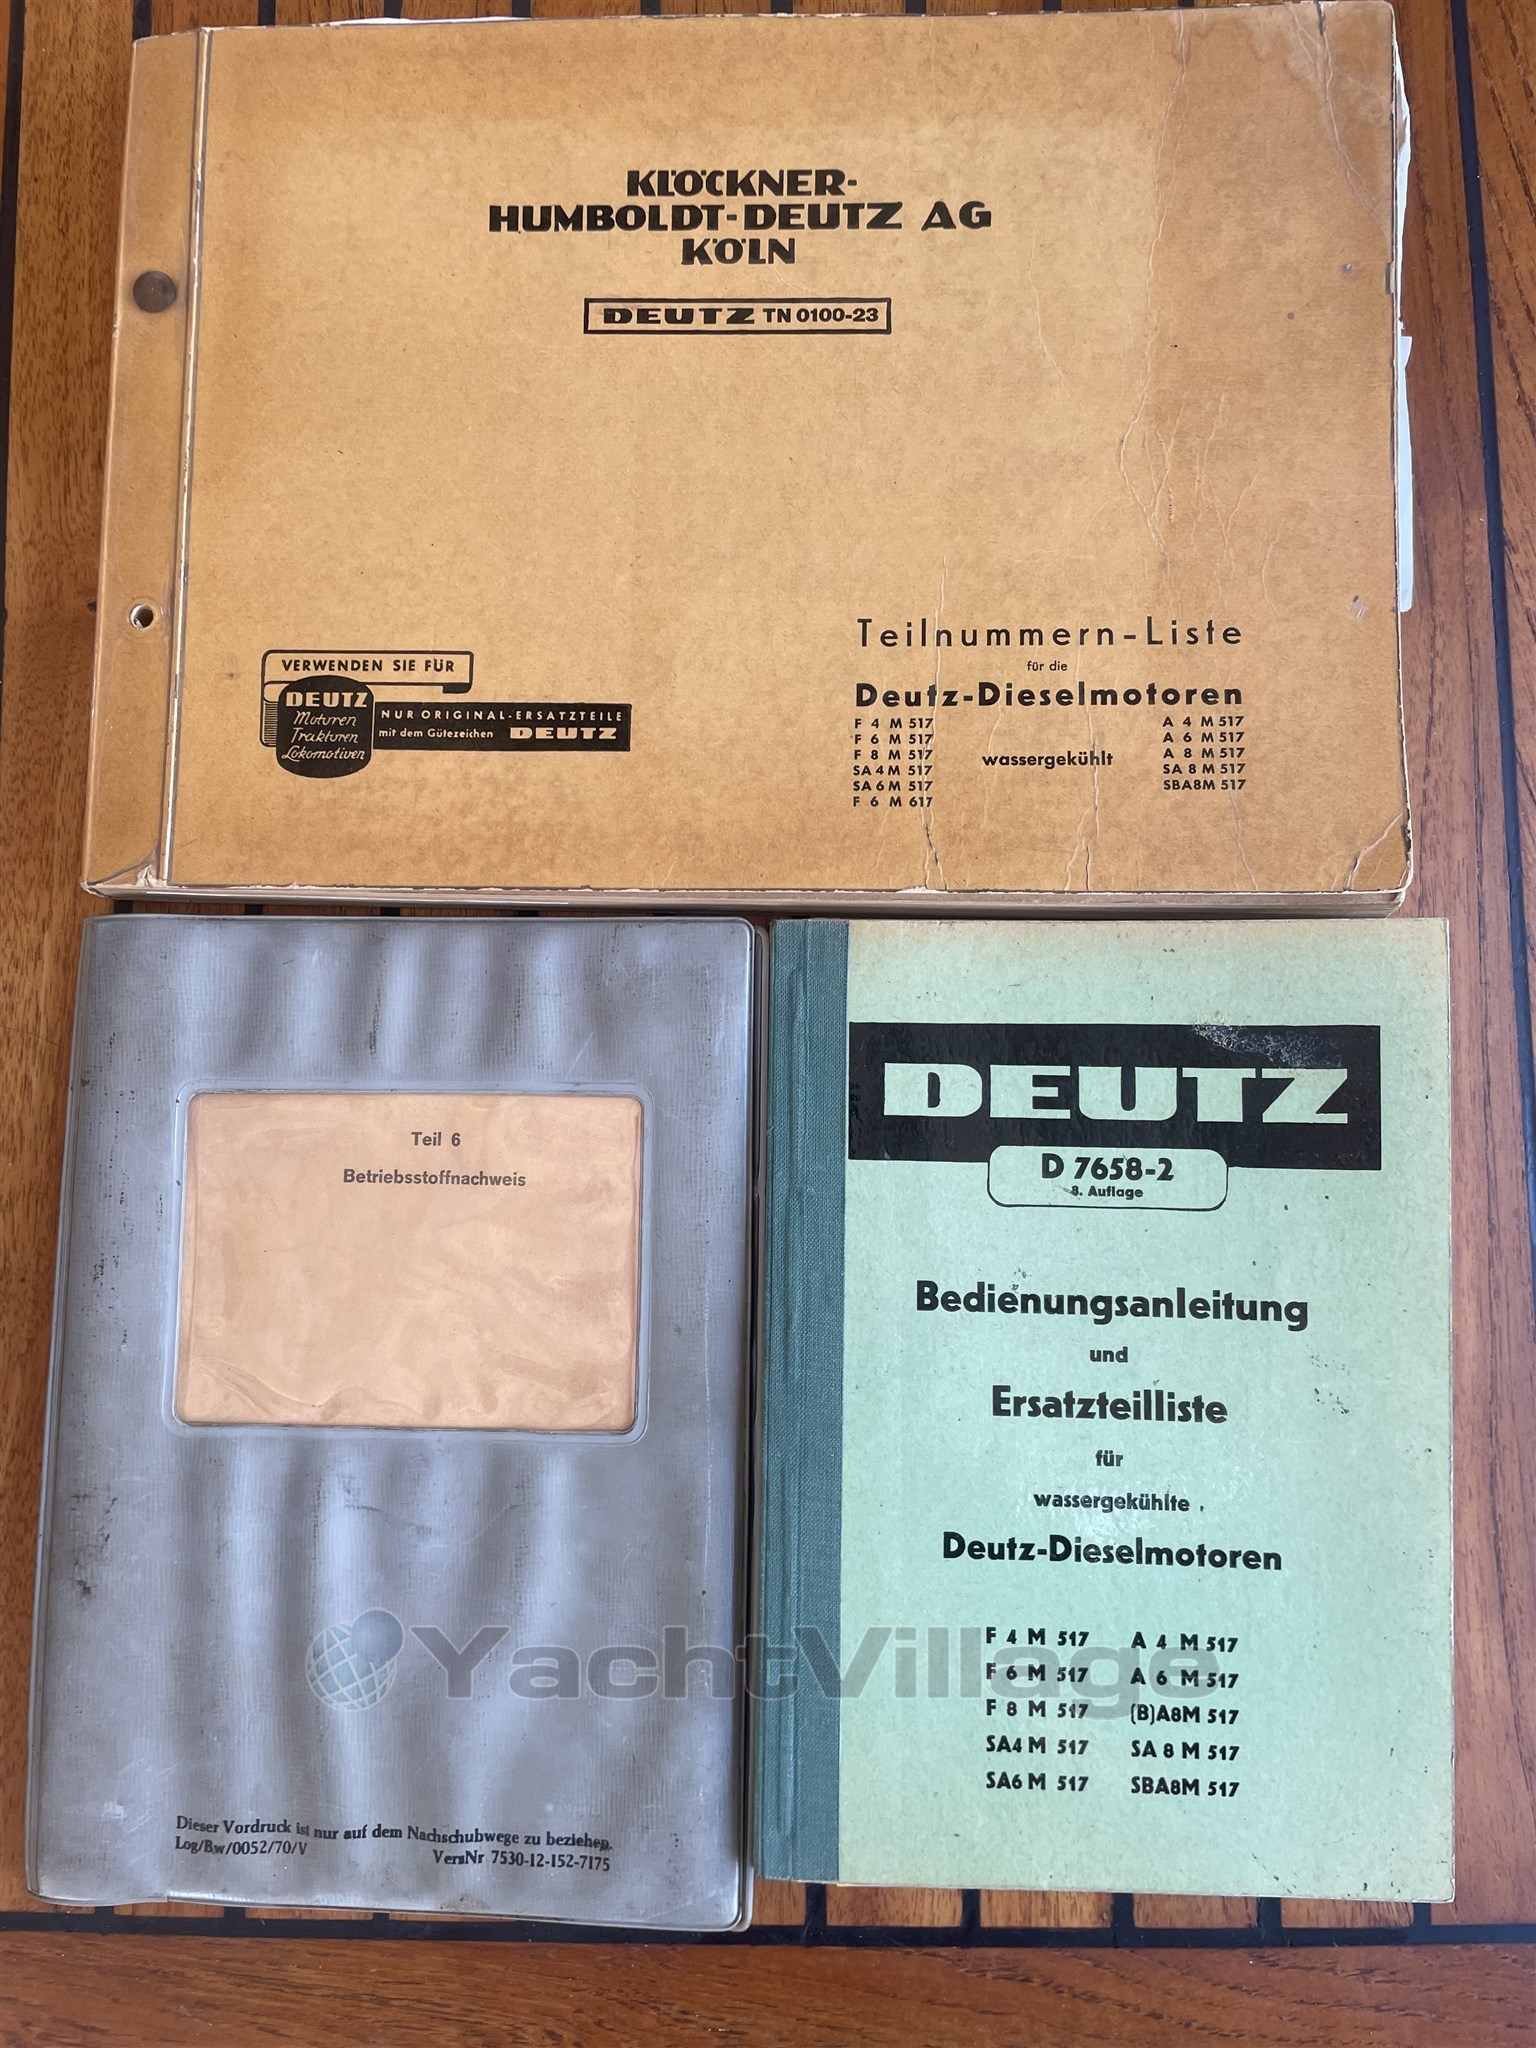 KLÖCKNER-
HUMBOLDT-DEUTZ AG
KÖLN
DEUTZ TN 0100-23
VERWENDEN SIE FÜR
DEUTZ
Motoren
Traktoren
Lokomotiven
NUR ORIGINAL-ERSATZTEILE
mit dem Gütezeichen DEUTZ
Teilnummern-Liste
für die
Deutz-Dieselmotoren
F 4 M 517
F 6 M 517
F 8 M 517
SA 4 M 517
SA 6 M 517
F 6 M 617
wassergekühlt
A 4 M 517
A 6 M 517
A 8 M 517
SA 8 M 517
SBA8M 517
Teil 6
Betriebsstoffnachweis
Dieser Vordruck ist nur auf dem Nachschubwege zu beziehen.
Log/Bw/0052/70/V VersNr 7530-12-152-7175
DEUTZ
D 7658-2
8. Auflage
Bedienungsanleitung
und
Ersatzteilliste
für
wassergekühlte
Deutz-Dieselmotoren
F 4 M 517 A 4 M 517
F 6 M 517 A 6 M 517
F 8 M 517 (B)A8M 517
SA4 M 517 SA 8 M 517
SA6 M 517 SBA8M 517
YachtVillage